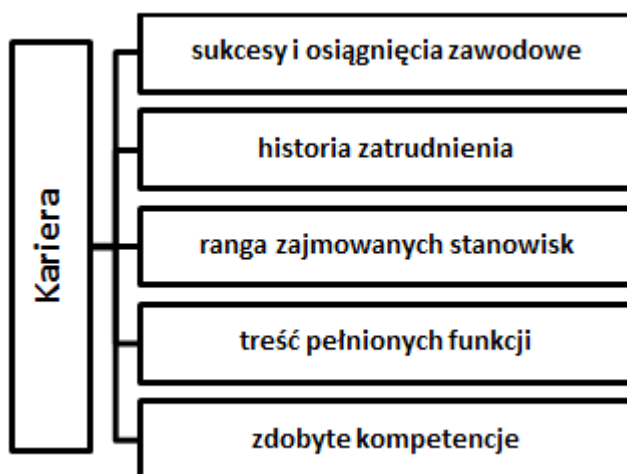 Kariera
sukcesy i osiągnięcia zawodowe
historia zatrudnienia
ranga zajmowanych stanowisk
treść pełnionych funkcji
zdobyte kompetencje